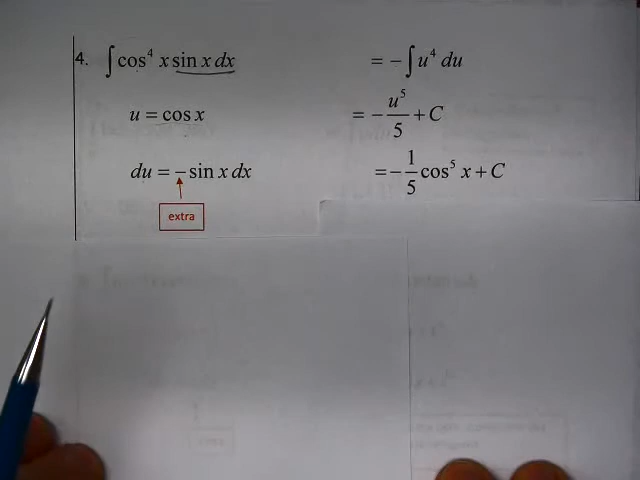 4. ∫cos⁴ x sin x dx
u = cos x
du = − sin x dx
extra
= −∫u⁴ du
= −u⁵/5 + C
= −1/5 cos⁵ x + C